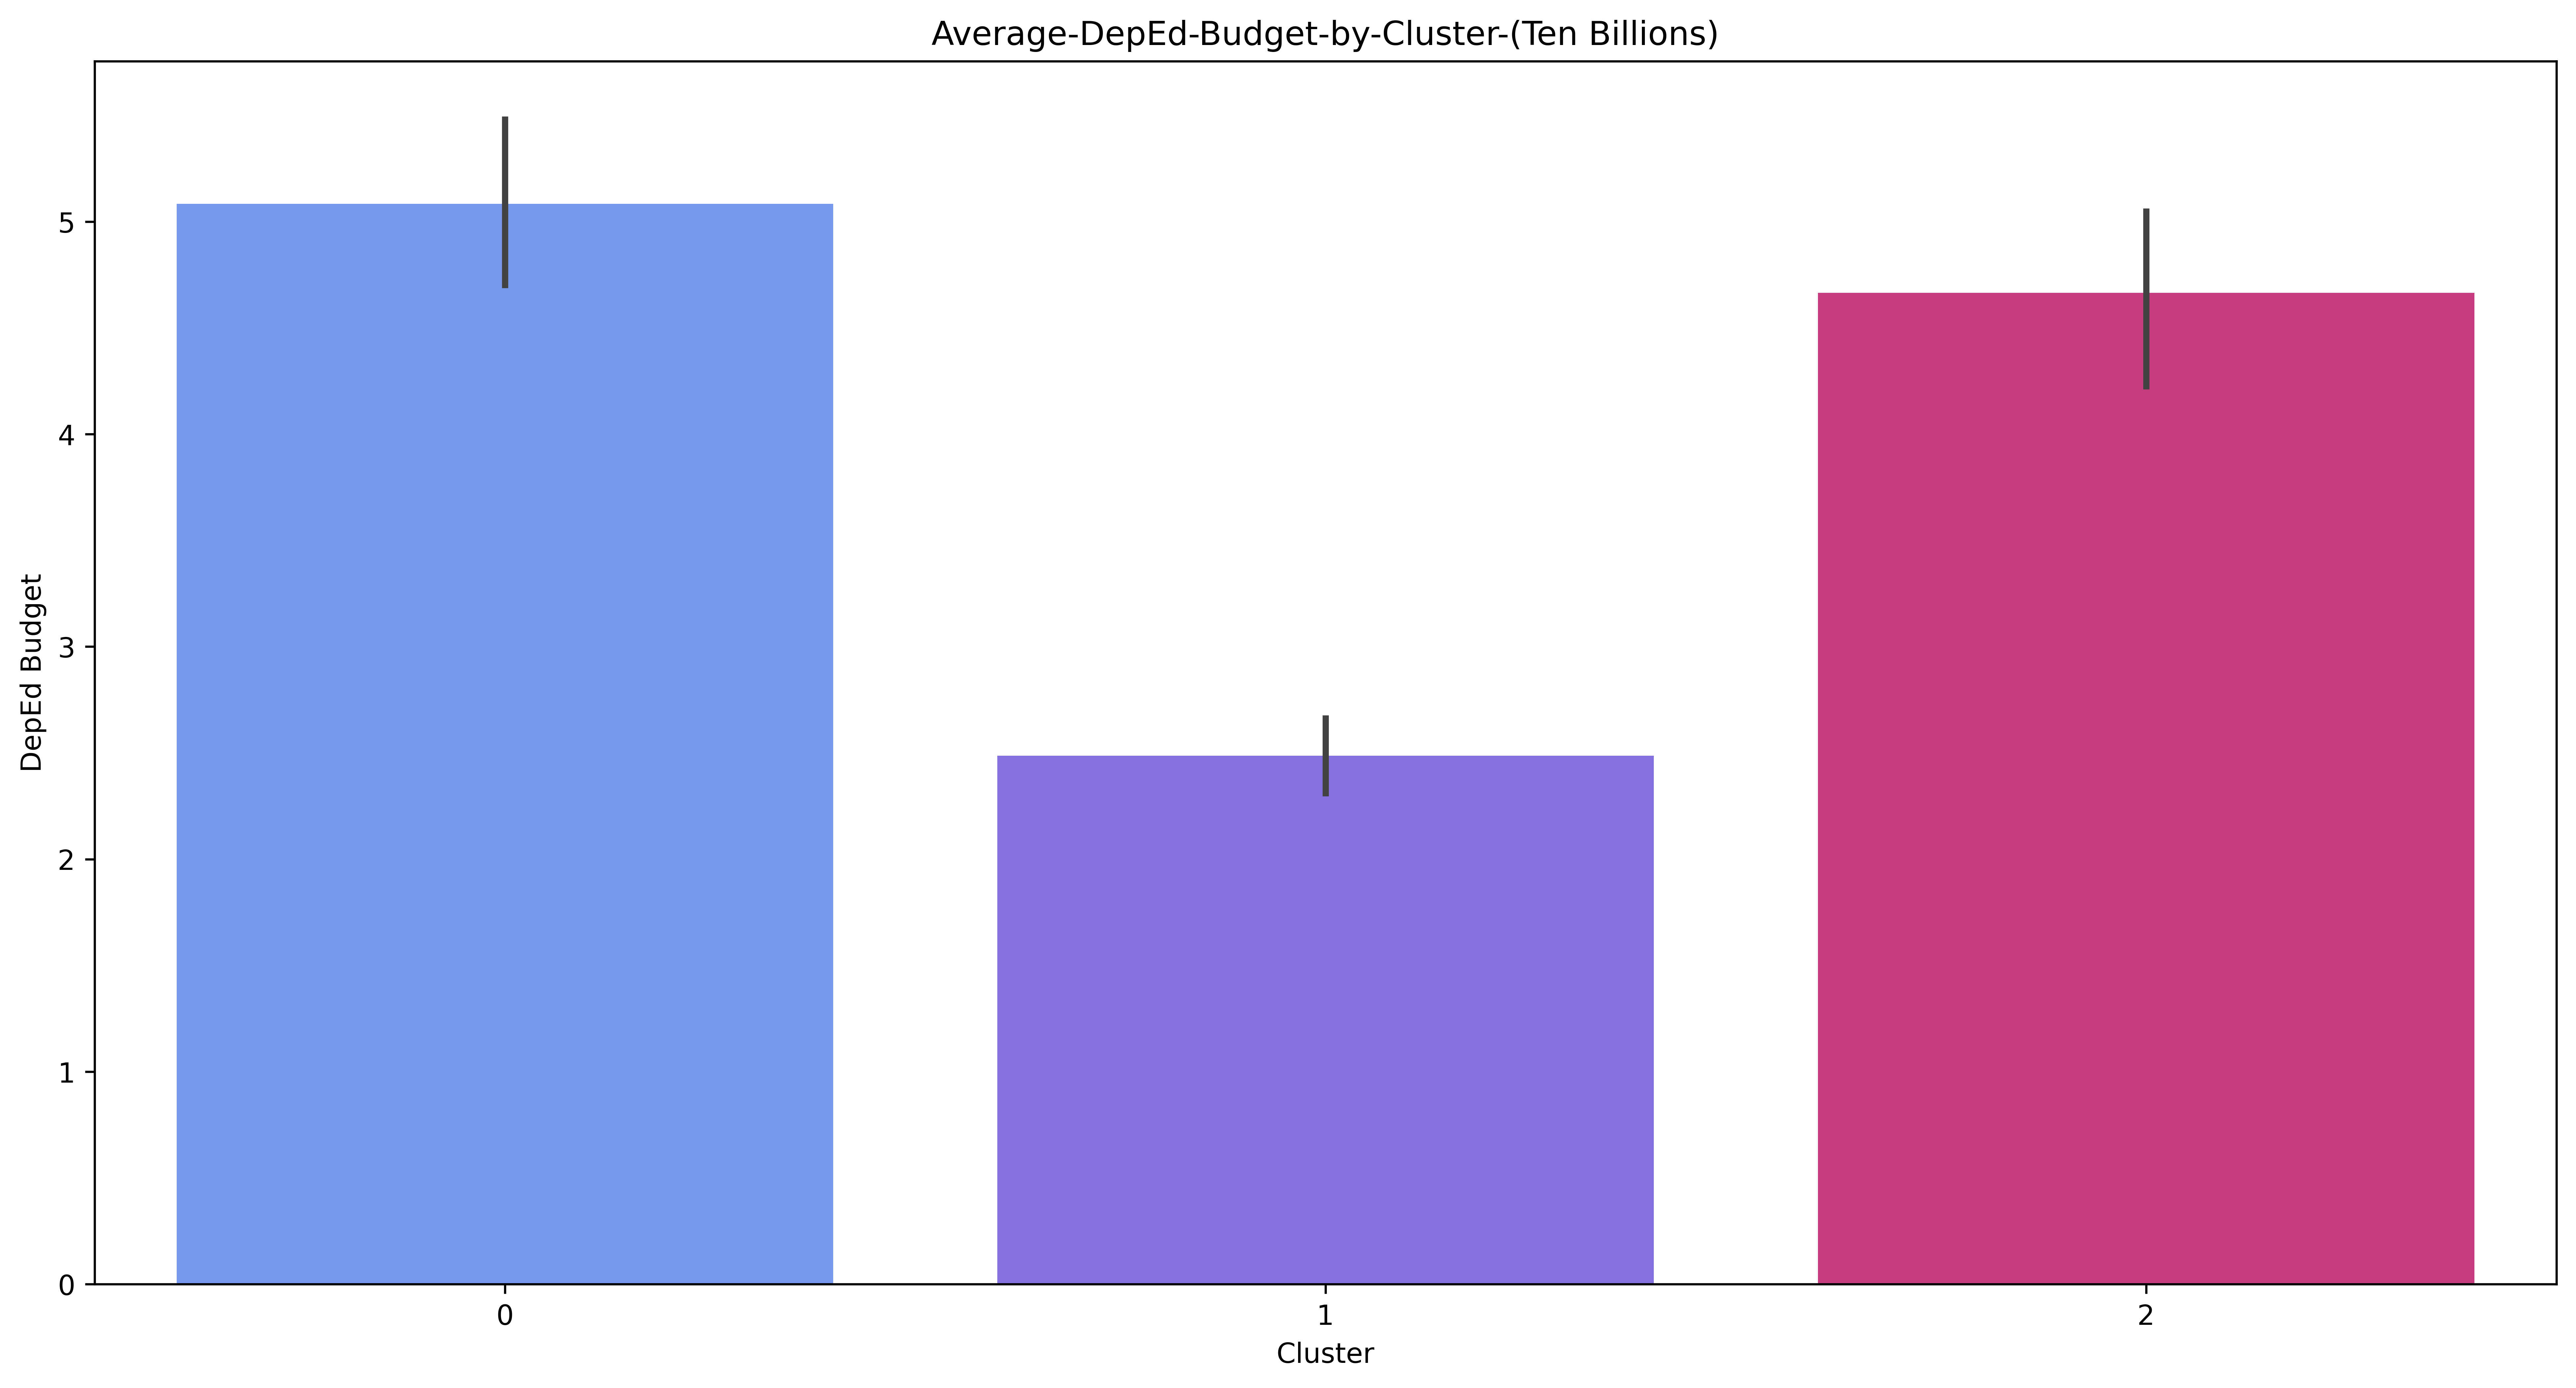 Average-DepEd-Budget-by-Cluster-(Ten Billions)
DepEd Budget
5
4
3
2
1
0
0 1 2
Cluster